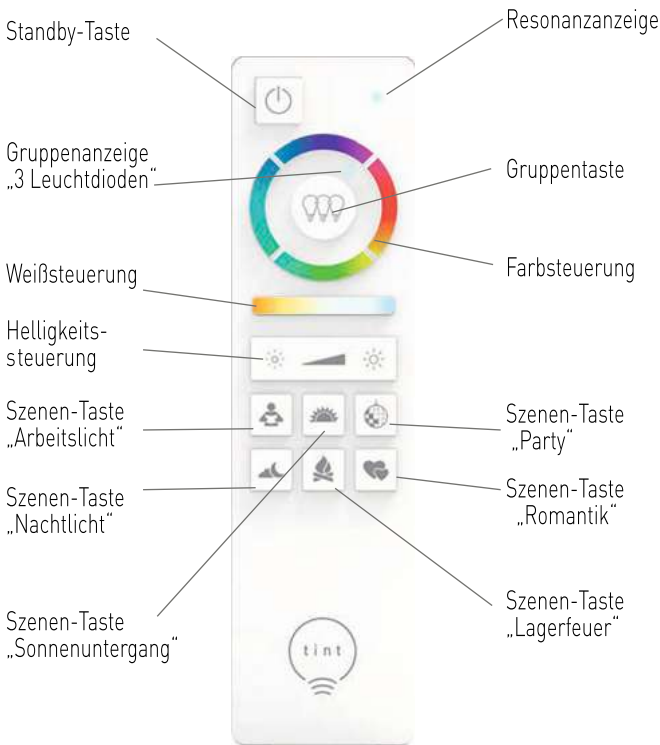 Standby-Taste
Resonanzanzeige
Gruppenanzeige
„3 Leuchtdioden“
Gruppentaste
Weißsteuerung
Farbsteuerung
Helligkeits-
steuerung
Szenen-Taste
„Arbeitslicht“
Szenen-Taste
„Party“
Szenen-Taste
„Nachtlicht“
Szenen-Taste
„Romantik“
Szenen-Taste
„Sonnenuntergang“
Szenen-Taste
„Lagerfeuer“
tint